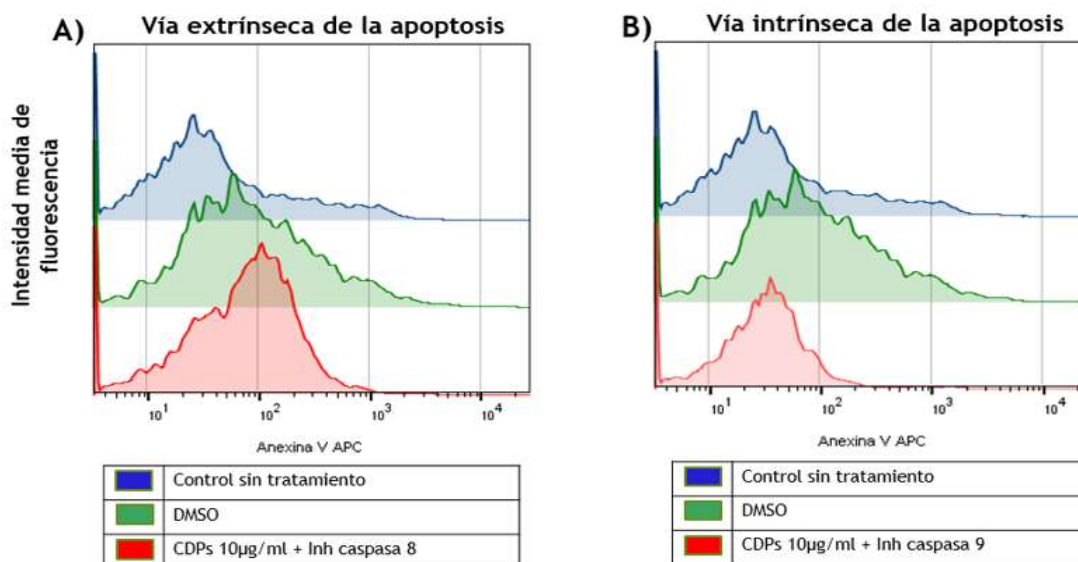 A)
Vía extrínseca de la apoptosis
Intensidad media de
fluorescencia
10¹
10²
10³
10⁴
Anexina V APC
Control sin tratamiento
DMSO
CDPs 10µg/ml + Inh caspasa 8
B)
Vía intrínseca de la apoptosis
10¹
10²
10³
10⁴
Anexina V APC
Control sin tratamiento
DMSO
CDPs 10µg/ml + Inh caspasa 9